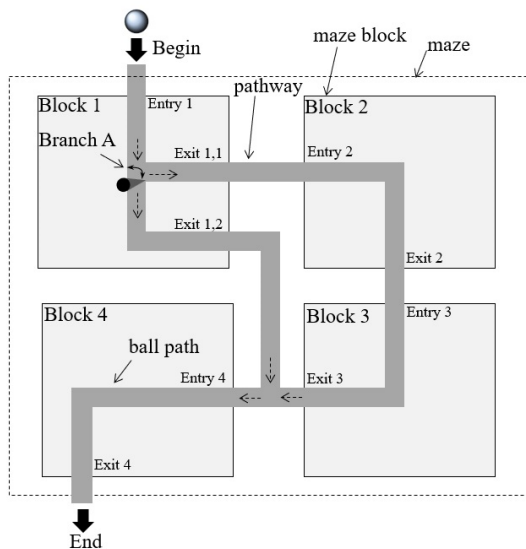 Begin
maze block
maze
pathway
Block 1
Entry 1
Block 2
Branch A
Exit 1,1
Entry 2
Exit 1,2
Exit 2
Block 4
Block 3
Entry 3
ball path
Entry 4
Exit 3
Exit 4
End